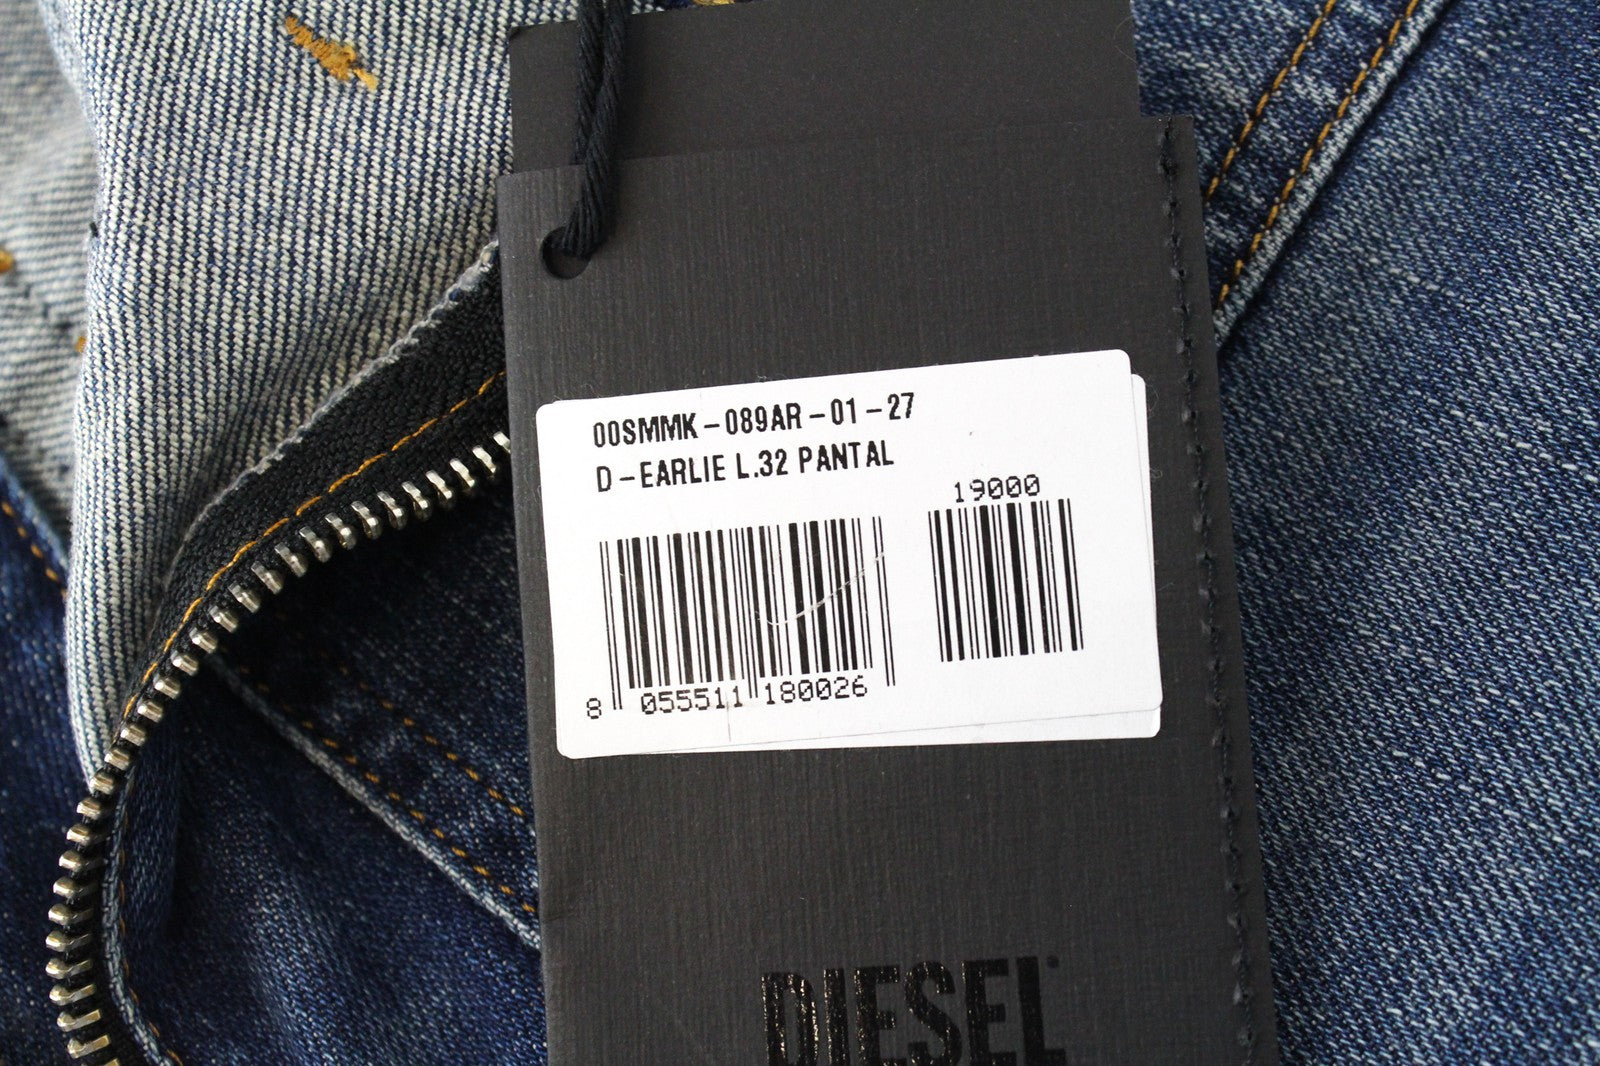 00SMMK-089AR-01-27
D-EARLIE L.32 PANTAL
19000
8 055511 180026
DIESEL